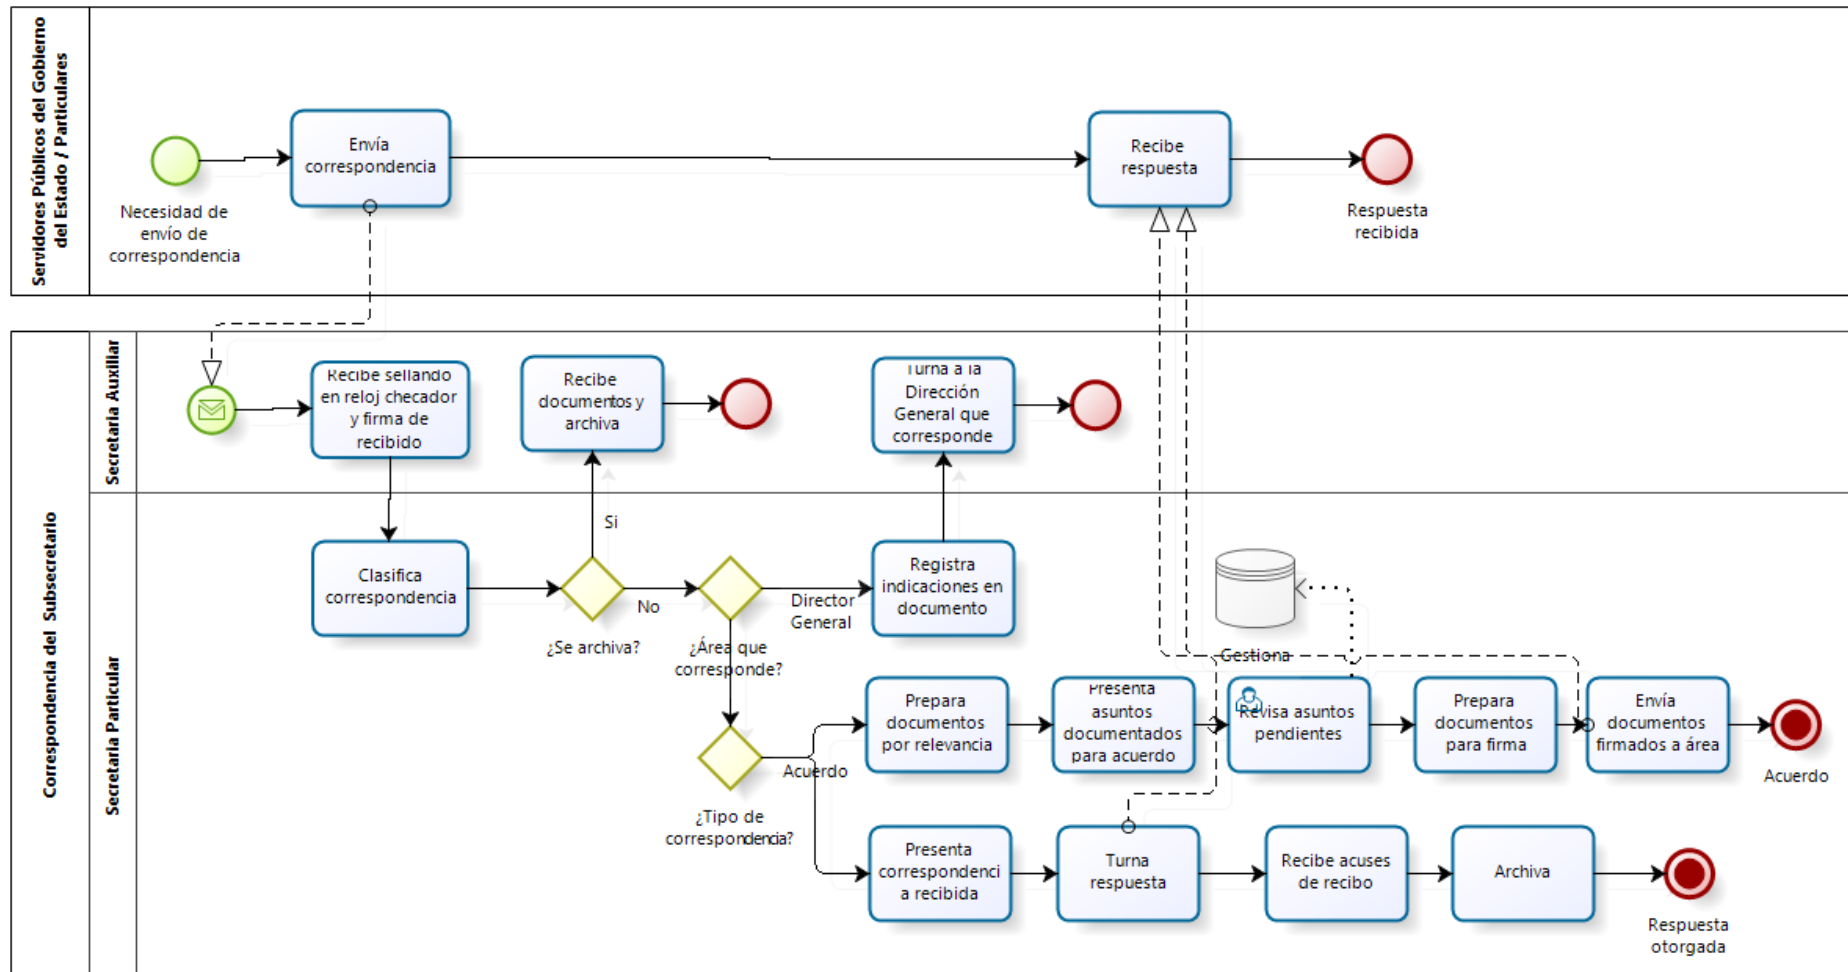 Servidores Públicos del Gobierno
del Estado / Particulares
Envía
correspondencia
Recibe
respuesta
Necesidad de
envío de
correspondencia
Respuesta
recibida
Correspondencia del Subsecretario
Secretaria Auxiliar
Recibe sellando
en reloj checador
y firma de
recibido
Recibe
documentos y
archiva
Turna a la
Dirección
General que
corresponde
Secretaria Particular
Si
Clasifica
correspondencia
No
Director
General
Registra
indicaciones en
documento
¿Se archiva?
¿Área que
corresponde?
Gestiona
Prepara
documentos
por relevancia
Presenta
asuntos
documentados
para acuerdo
Revisa asuntos
pendientes
Prepara
documentos
para firma
Envía
documentos
firmados a área
Acuerdo
Acuerdo
¿Tipo de
correspondencia?
Presenta
correspondenci
a recibida
Turna
respuesta
Recibe acuses
de recibo
Archiva
Respuesta
otorgada